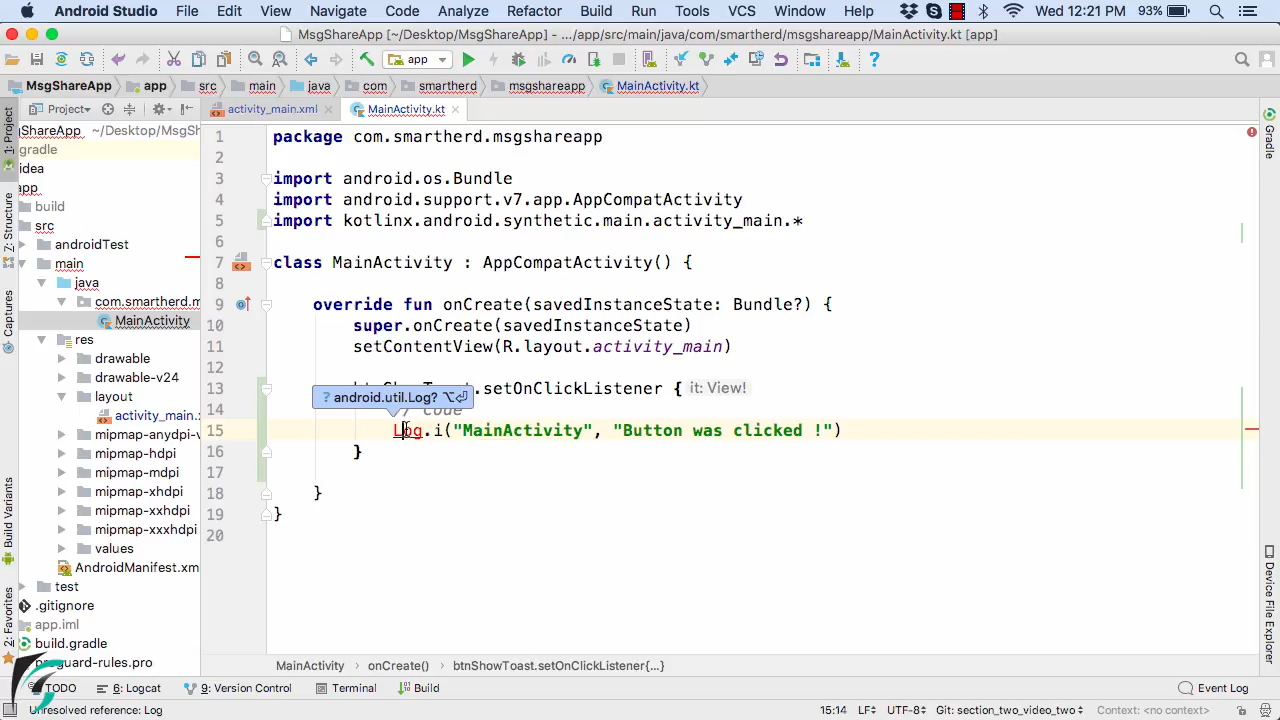 Android Studio File Edit View Navigate Code Analyze Refactor Build Run Tools VCS Window Help Wed 12:21 PM 93%
MsgShareApp [~/Desktop/MsgShareApp] - .../app/src/main/java/com/smartherd/msgshareapp/MainActivity.kt [app]
app
MsgShareApp app src main java com smartherd msgshareapp MainActivity.kt
Project activity_main.xml MainActivity.kt
1: Project
Z: Structure
Captures
Build Variants
2: Favorites
Gradle
Device File Explorer
gShareApp ~/Desktop/MsgSh
gradle
idea
app
build
src
androidTest
main
java
com.smartherd.m
MainActivity
res
drawable
drawable-v24
layout
activity_main.x
mipmap-anydpi-v
mipmap-hdpi
mipmap-mdpi
mipmap-xhdpi
mipmap-xxhdpi
mipmap-xxxhdpi
values
AndroidManifest.xm
test
.gitignore
app.iml
build.gradle
proguard-rules.pro
1 package com.smartherd.msgshareapp
2
3 import android.os.Bundle
4 import android.support.v7.app.AppCompatActivity
5 import kotlinx.android.synthetic.main.activity_main.*
6
7 class MainActivity : AppCompatActivity() {
8
9 override fun onCreate(savedInstanceState: Bundle?) {
10 super.onCreate(savedInstanceState)
11 setContentView(R.layout.activity_main)
12
13 .setOnClickListener { it: View!
? android.util.Log? ⌥⏎
14 // Code
15 Log.i("MainActivity", "Button was clicked !")
16 }
17
18 }
19 }
20
MainActivity onCreate() btnShowToast.setOnClickListener{...}
TODO 6: Logcat 9: Version Control Terminal Build Event Log
Unresolved reference: Log 15:14 LF UTF-8 Git: section_two_video_two Context: <no context>